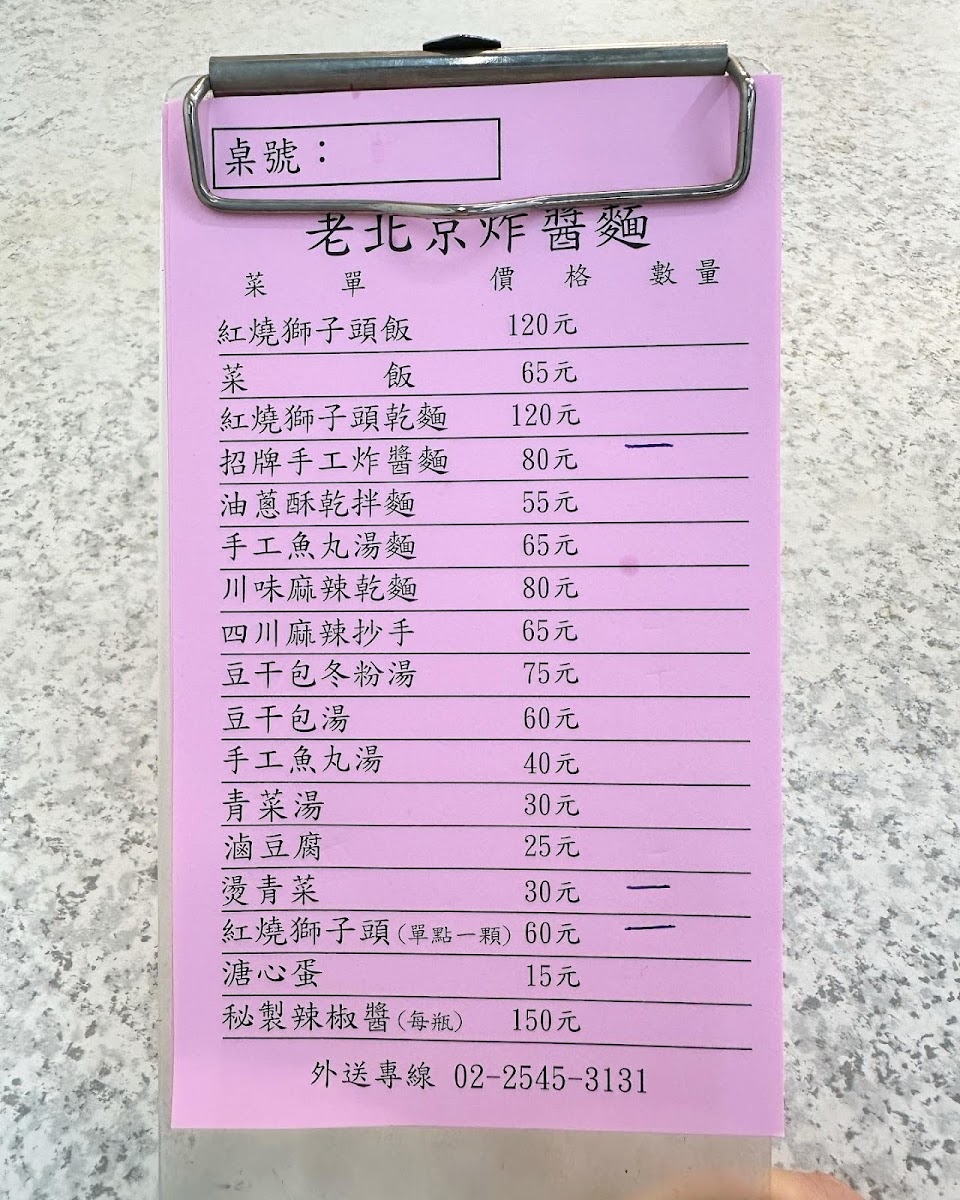 桌號：
老北京炸醬麵
菜單 價格 數量
紅燒獅子頭飯 120元
菜飯 65元
紅燒獅子頭乾麵 120元
招牌手工炸醬麵 80元 一
油蔥酥乾拌麵 55元
手工魚丸湯麵 65元
川味麻辣乾麵 80元
四川麻辣抄手 65元
豆干包冬粉湯 75元
豆干包湯 60元
手工魚丸湯 40元
青菜湯 30元
滷豆腐 25元
燙青菜 30元 一
紅燒獅子頭(單點一顆) 60元 一
溏心蛋 15元
秘製辣椒醬(每瓶) 150元
外送專線 02-2545-3131